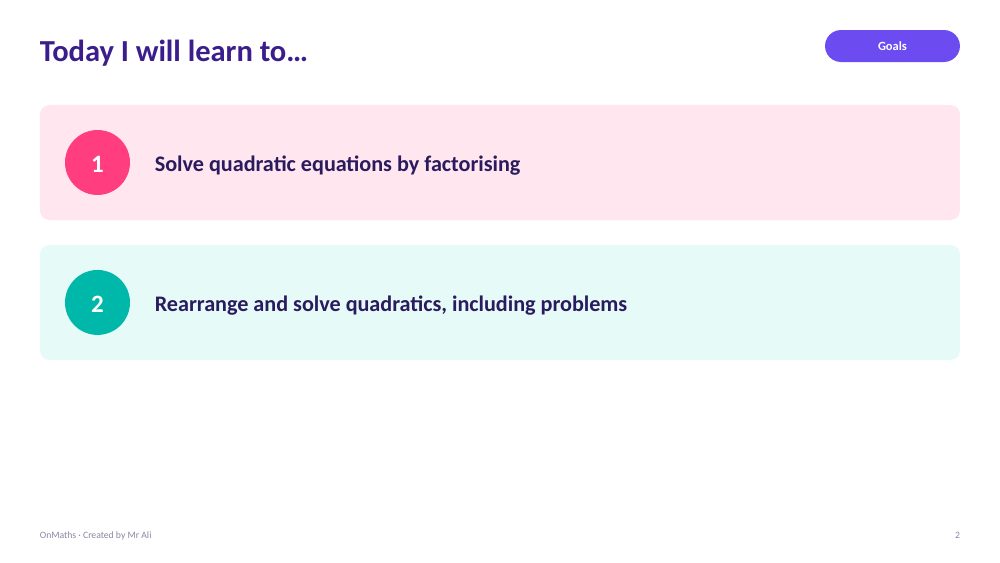 Today I will learn to...
Goals
1
Solve quadratic equations by factorising
2
Rearrange and solve quadratics, including problems
OnMaths · Created by Mr Ali
2